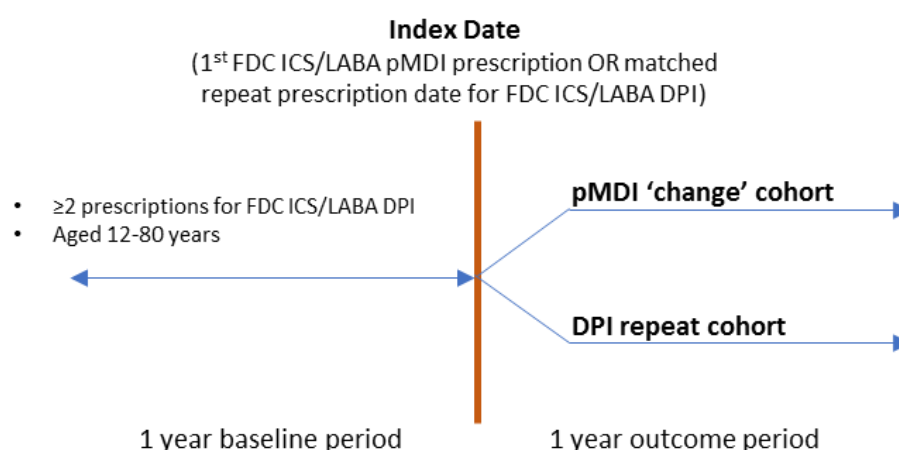 Index Date
(1st FDC ICS/LABA pMDI prescription OR matched
repeat prescription date for FDC ICS/LABA DPI)
• ≥2 prescriptions for FDC ICS/LABA DPI
• Aged 12-80 years
pMDI ‘change’ cohort
DPI repeat cohort
1 year baseline period
1 year outcome period